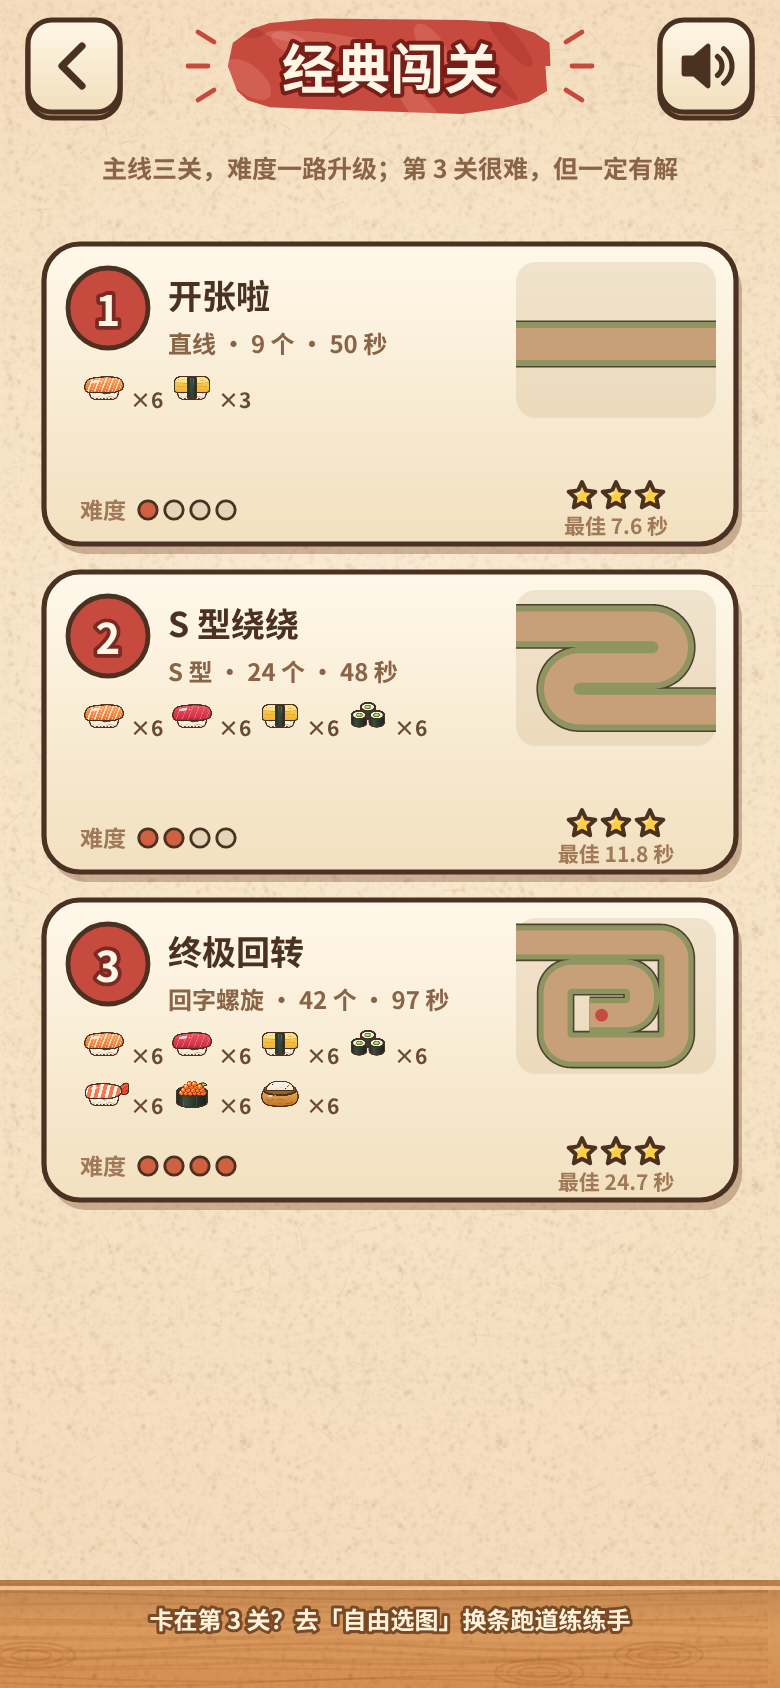 经典闯关
主线三关，难度一路升级；第 3 关很难，但一定有解
1
开张啦
直线 · 9 个 · 50 秒
×6 ×3
难度
最佳 7.6 秒
2
S 型绕绕
S 型 · 24 个 · 48 秒
×6 ×6 ×6 ×6
难度
最佳 11.8 秒
3
终极回转
回字螺旋 · 42 个 · 97 秒
×6 ×6 ×6 ×6
×6 ×6 ×6
难度
最佳 24.7 秒
卡在第 3 关？去「自由选图」换条跑道练练手